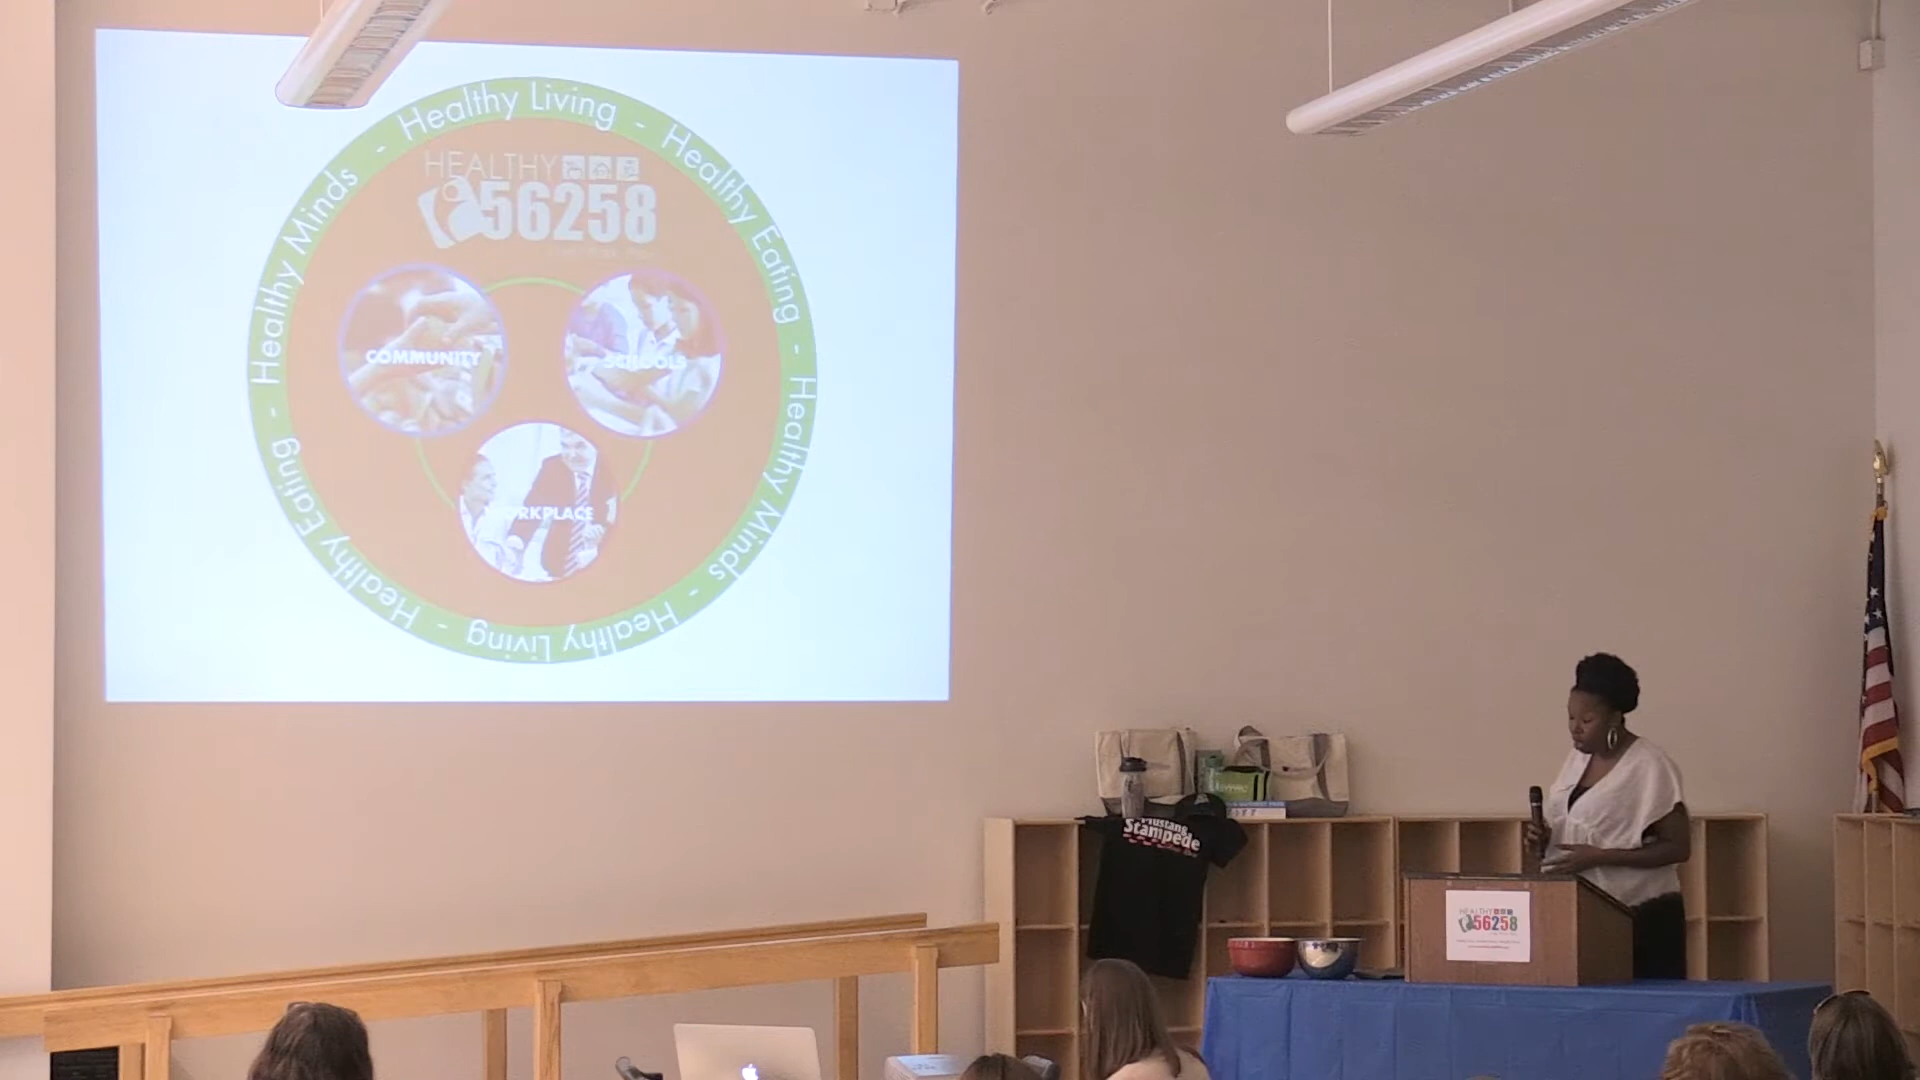 Healthy Living - Healthy Eating - Healthy Minds - Healthy Living - Healthy Eating - Healthy Minds -
HEALTHY
56258
COMMUNITY
SCHOOLS
WORKPLACE
Mustang
Stampede
HEALTHY
56258